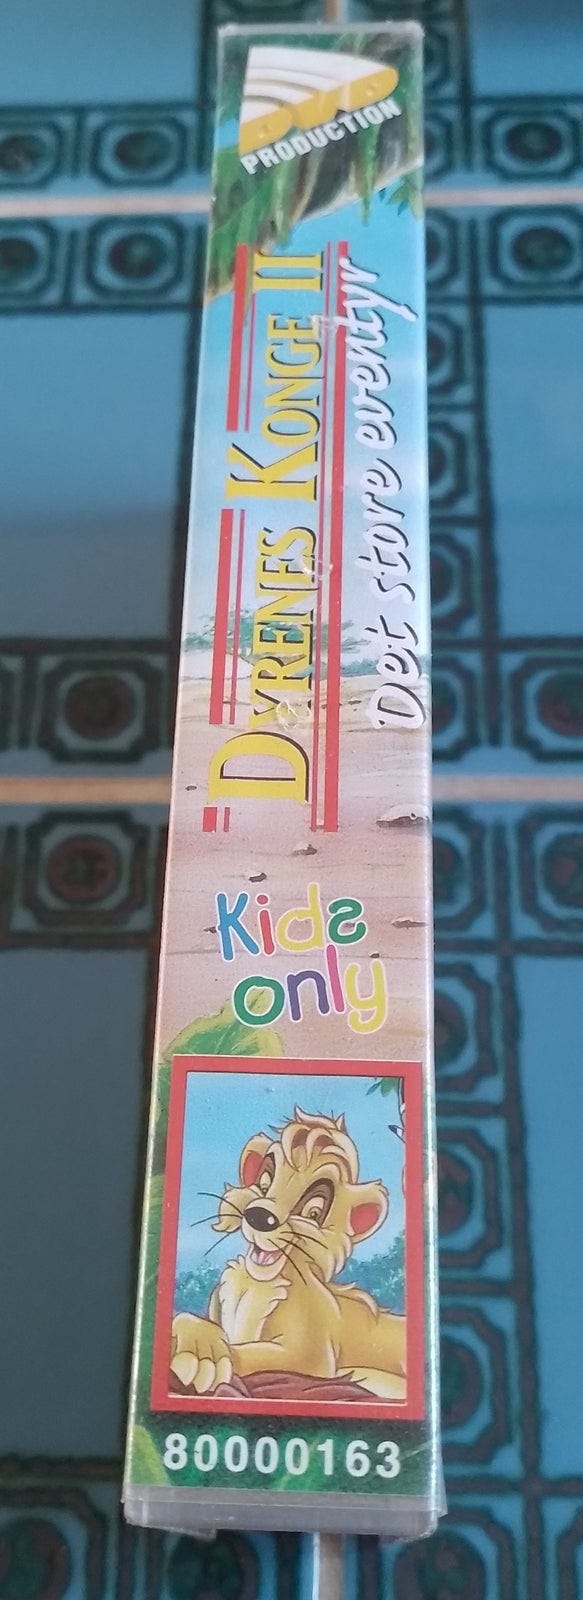 DVD
PRODUCTION
DYRENES KONGE II
Det store eventyr
Kids
only
80000163